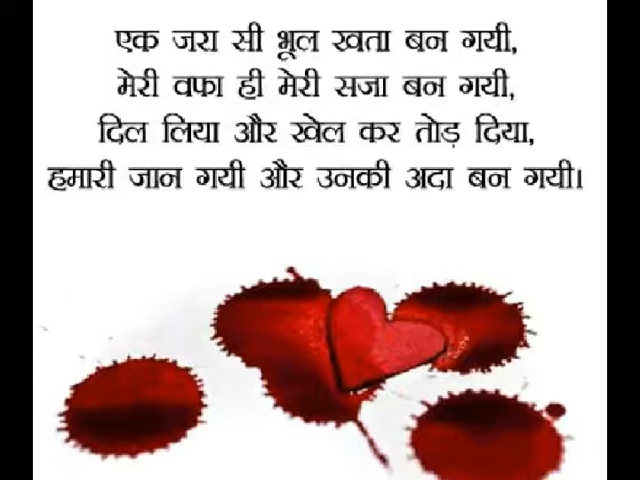 एक जरा सी भूल खता बन गयी,
मेरी वफा ही मेरी सजा बन गयी,
दिल लिया और खेल कर तोड़ दिया,
हमारी जान गयी और उनकी अदा बन गयी।